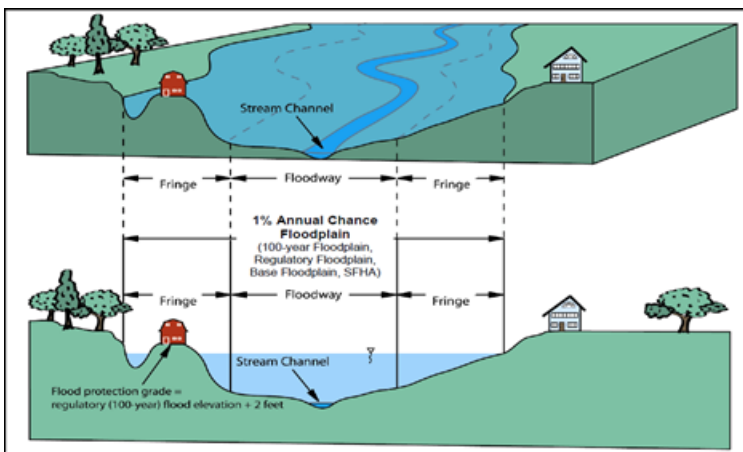 Stream Channel
Fringe
Floodway
Fringe
1% Annual Chance
Floodplain
(100-year Floodplain,
Regulatory Floodplain,
Base Floodplain, SFHA)
Fringe
Floodway
Fringe
Stream Channel
Flood protection grade =
regulatory (100-year) flood elevation + 2 feet